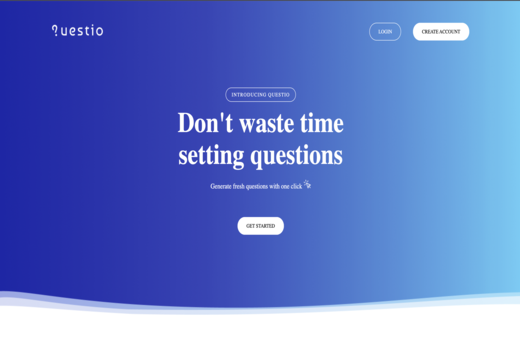 Questio
LOGIN
CREATE ACCOUNT
INTRODUCING QUESTIO
Don't waste time
setting questions
Generate fresh questions with one click
GET STARTED